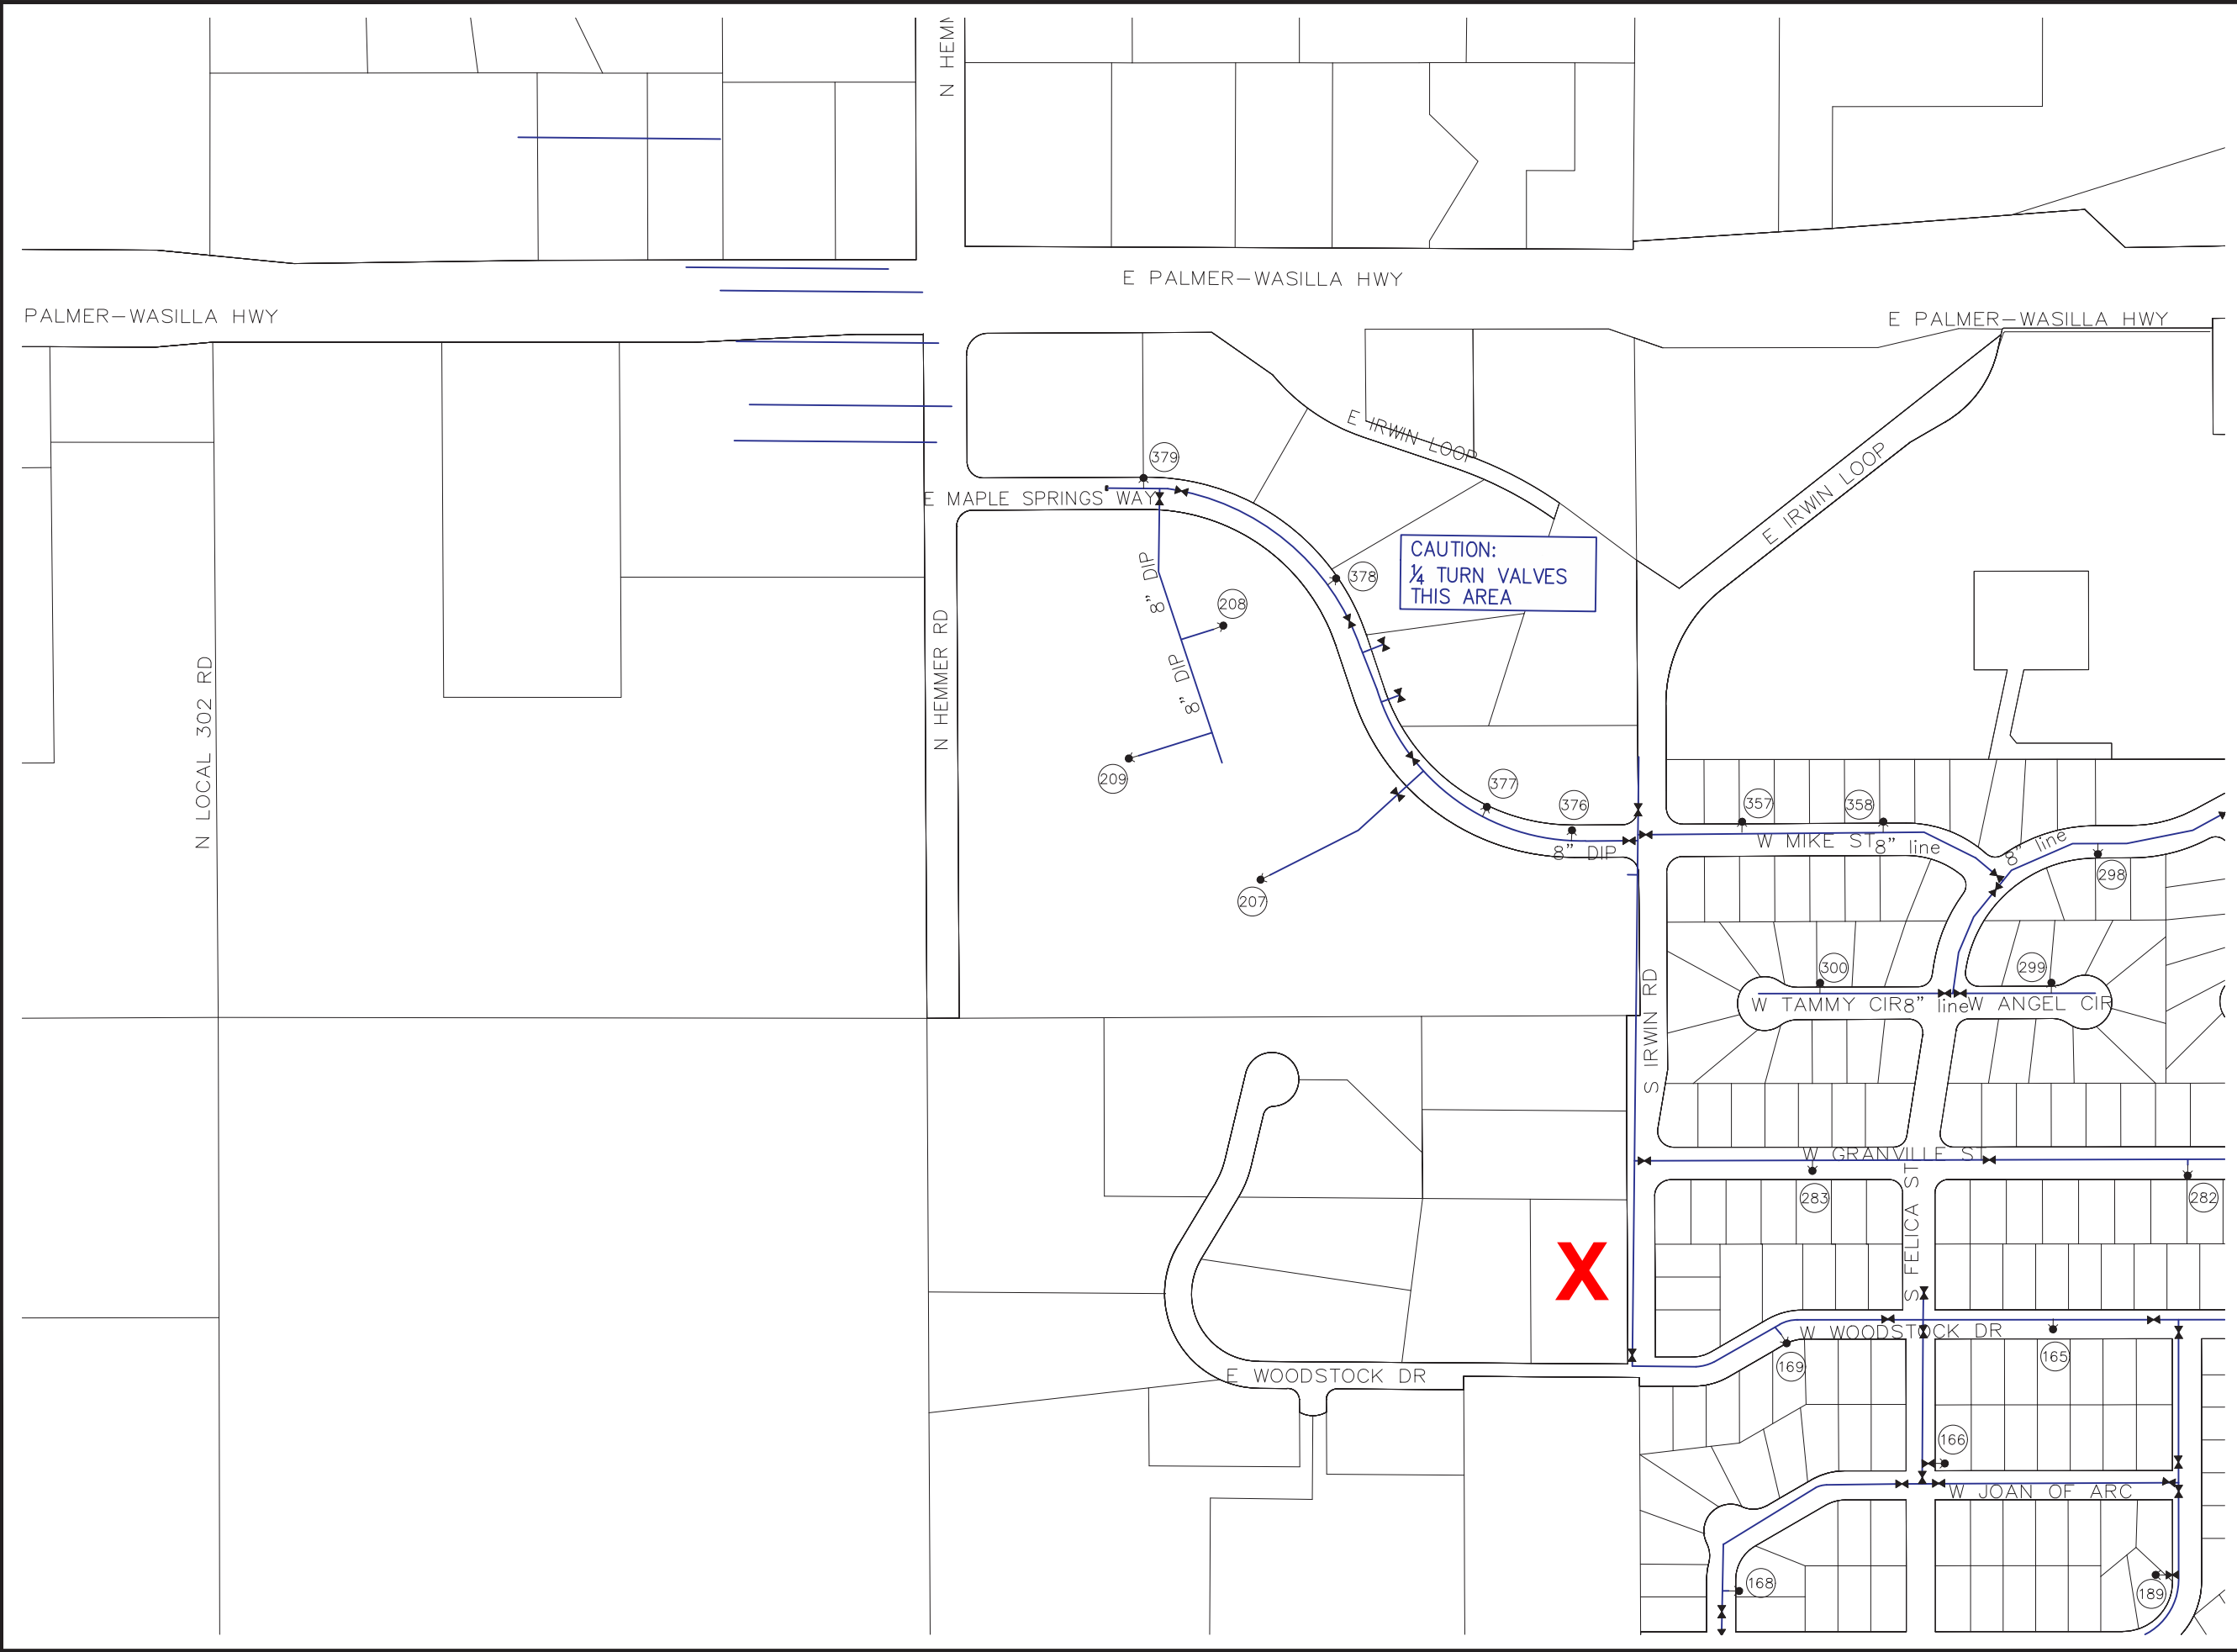 N HEMM
E PALMER-WASILLA HWY
PALMER-WASILLA HWY
E PALMER-WASILLA HWY
E IRWIN LOOP
E IRWIN LOOP
379
E MAPLE SPRINGS WAY
CAUTION:
¼ TURN VALVES
THIS AREA
378
8" DIP
208
8" DIP
N HEMMER RD
N LOCAL 302 RD
209
377
376
357
358
8" DIP
W MIKE ST
8" line
8" line
298
207
300
299
W TAMMY CIR
8" line
W ANGEL CIR
S IRWIN RD
W GRANVILLE ST
283
282
S FELICA ST
X
W WOODSTOCK DR
169
165
E WOODSTOCK DR
166
W JOAN OF ARC
168
189